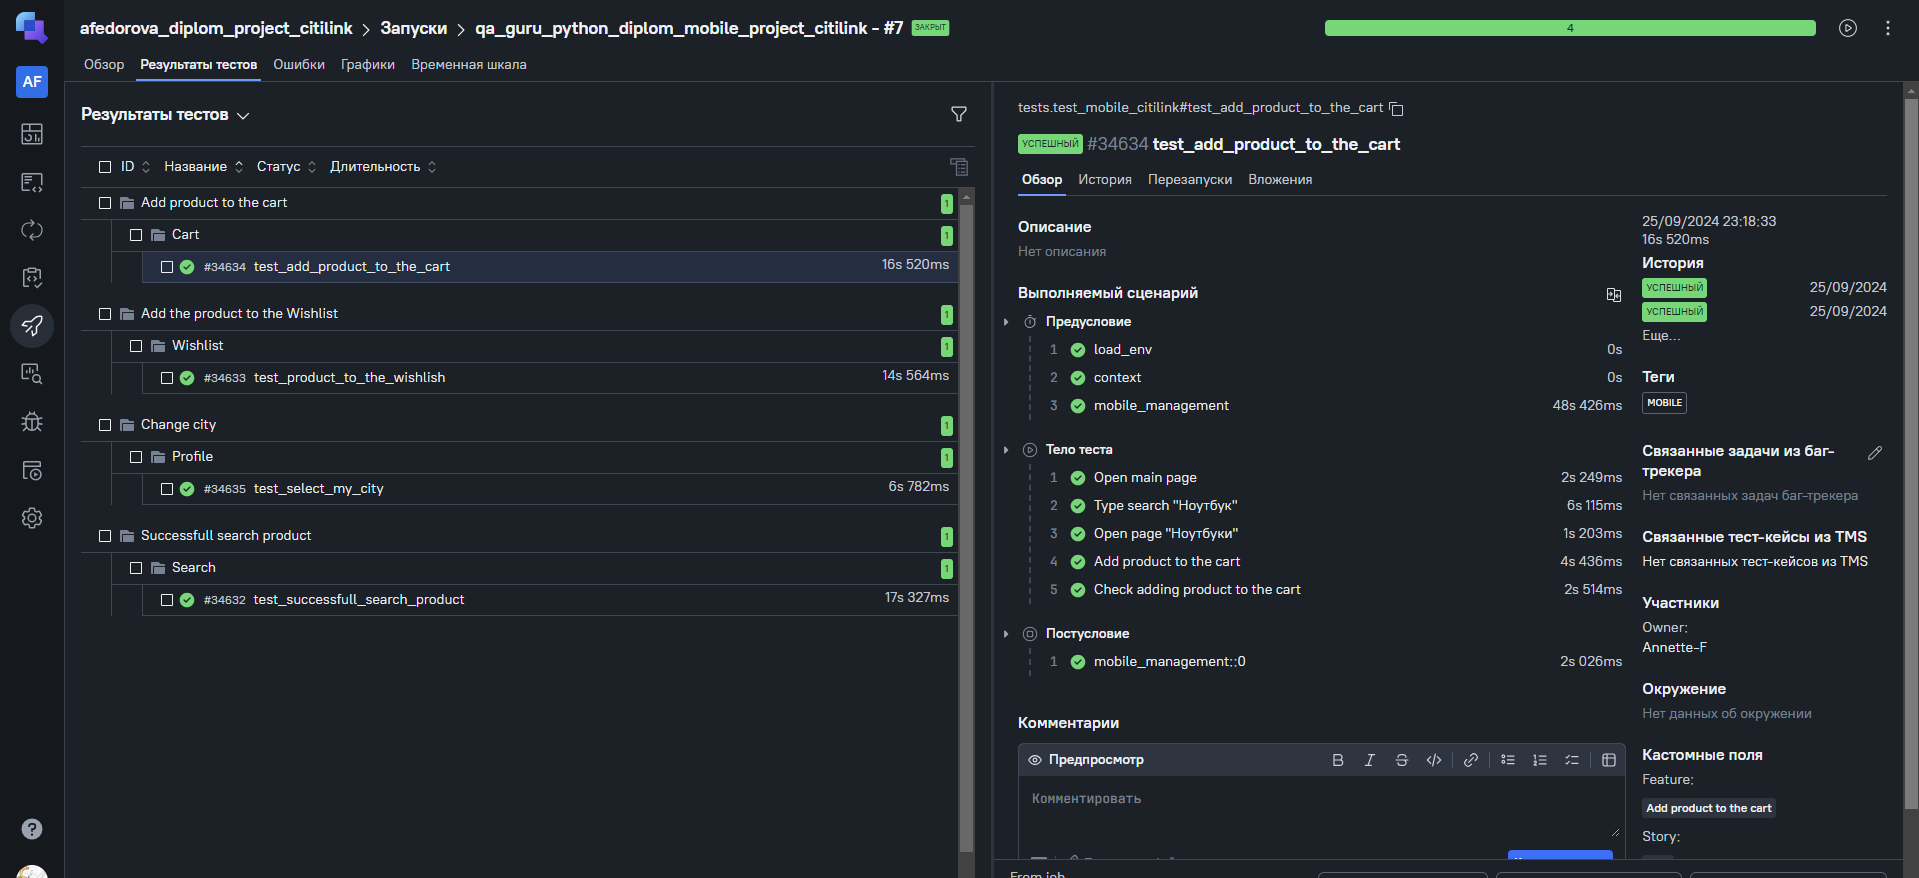 afedorova_diplom_project_citilink > Запуски > qa_guru_python_diplom_mobile_project_citilink - #7 ЗАКРЫТ
4
AF
Обзор Результаты тестов Ошибки Графики Временная шкала
Результаты тестов
ID Название Статус Длительность
Add product to the cart 1
Cart 1
#34634 test_add_product_to_the_cart 16s 520ms
Add the product to the Wishlist 1
Wishlist 1
#34633 test_product_to_the_wishlish 14s 564ms
Change city 1
Profile 1
#34635 test_select_my_city 6s 782ms
Successfull search product 1
Search 1
#34632 test_successfull_search_product 17s 327ms
tests.test_mobile_citilink#test_add_product_to_the_cart
УСПЕШНЫЙ #34634 test_add_product_to_the_cart
Обзор История Перезапуски Вложения
Описание
Нет описания
Выполняемый сценарий
Предусловие
1 load_env 0s
2 context 0s
3 mobile_management 48s 426ms
Тело теста
1 Open main page 2s 249ms
2 Type search "Ноутбук" 6s 115ms
3 Open page "Ноутбуки" 1s 203ms
4 Add product to the cart 4s 436ms
5 Check adding product to the cart 2s 514ms
Постусловие
1 mobile_management::0 2s 026ms
Комментарии
Предпросмотр
Комментировать
From job
25/09/2024 23:18:33
16s 520ms
История
УСПЕШНЫЙ 25/09/2024
УСПЕШНЫЙ 25/09/2024
Еще...
Теги
MOBILE
Связанные задачи из баг-
трекера
Нет связанных задач баг-трекера
Связанные тест-кейсы из TMS
Нет связанных тест-кейсов из TMS
Участники
Owner:
Annette-F
Окружение
Нет данных об окружении
Кастомные поля
Feature:
Add product to the cart
Story: